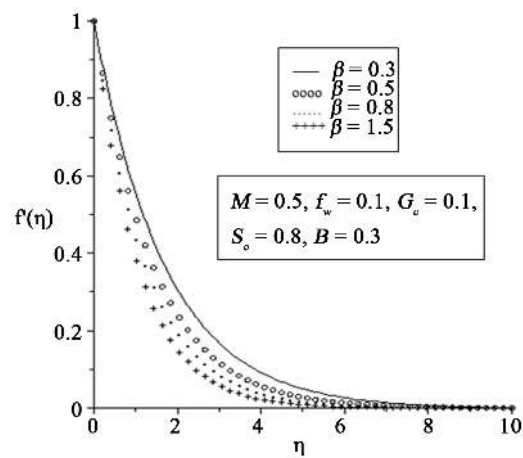 1
0.8
0.6
f'(η)
0.4
0.2
0
0 2 4 6 8 10
η
β = 0.3
β = 0.5
β = 0.8
β = 1.5
M = 0.5, f_w = 0.1, G_c = 0.1,
S_o = 0.8, B = 0.3